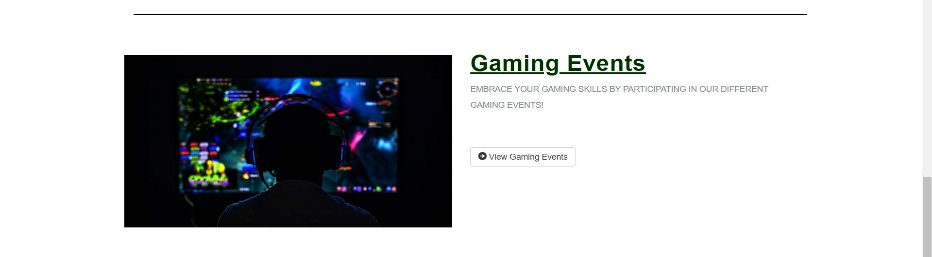 Gaming Events
EMBRACE YOUR GAMING SKILLS BY PARTICIPATING IN OUR DIFFERENT
GAMING EVENTS!
View Gaming Events